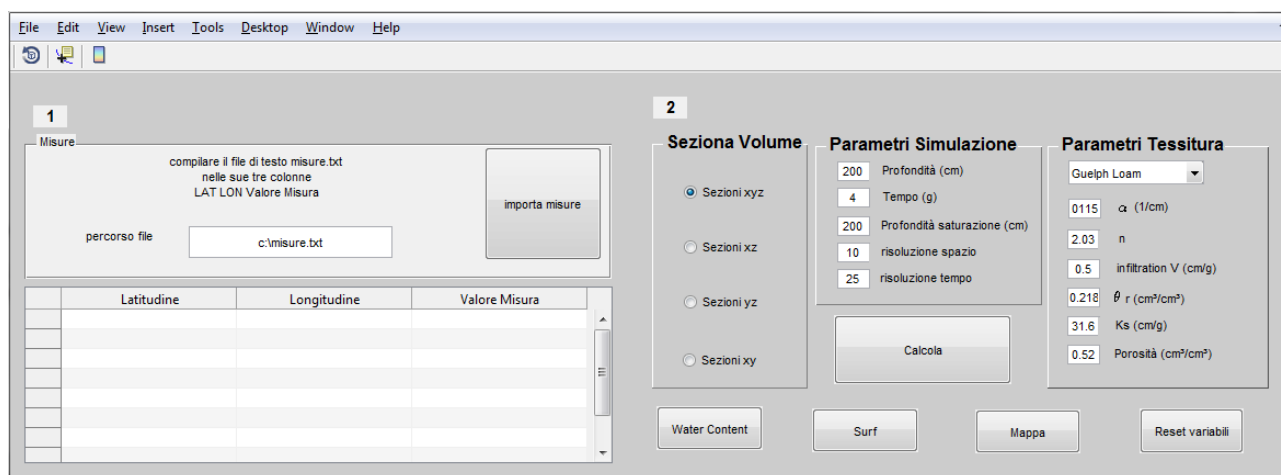 File Edit View Insert Tools Desktop Window Help
1
Misure
compilare il file di testo misure.txt
nelle sue tre colonne
LAT LON Valore Misura
importa misure
percorso file
c:\misure.txt
Latitudine Longitudine Valore Misura
2
Seziona Volume
Sezioni xyz
Sezioni xz
Sezioni yz
Sezioni xy
Parametri Simulazione
200 Profondità (cm)
4 Tempo (g)
200 Profondità saturazione (cm)
10 risoluzione spazio
25 risoluzione tempo
Calcola
Parametri Tessitura
Guelph Loam
0115 α (1/cm)
2.03 n
0.5 infiltration V (cm/g)
0.218 θ r (cm³/cm³)
31.6 Ks (cm/g)
0.52 Porosità (cm³/cm³)
Water Content
Surf
Mappa
Reset variabili